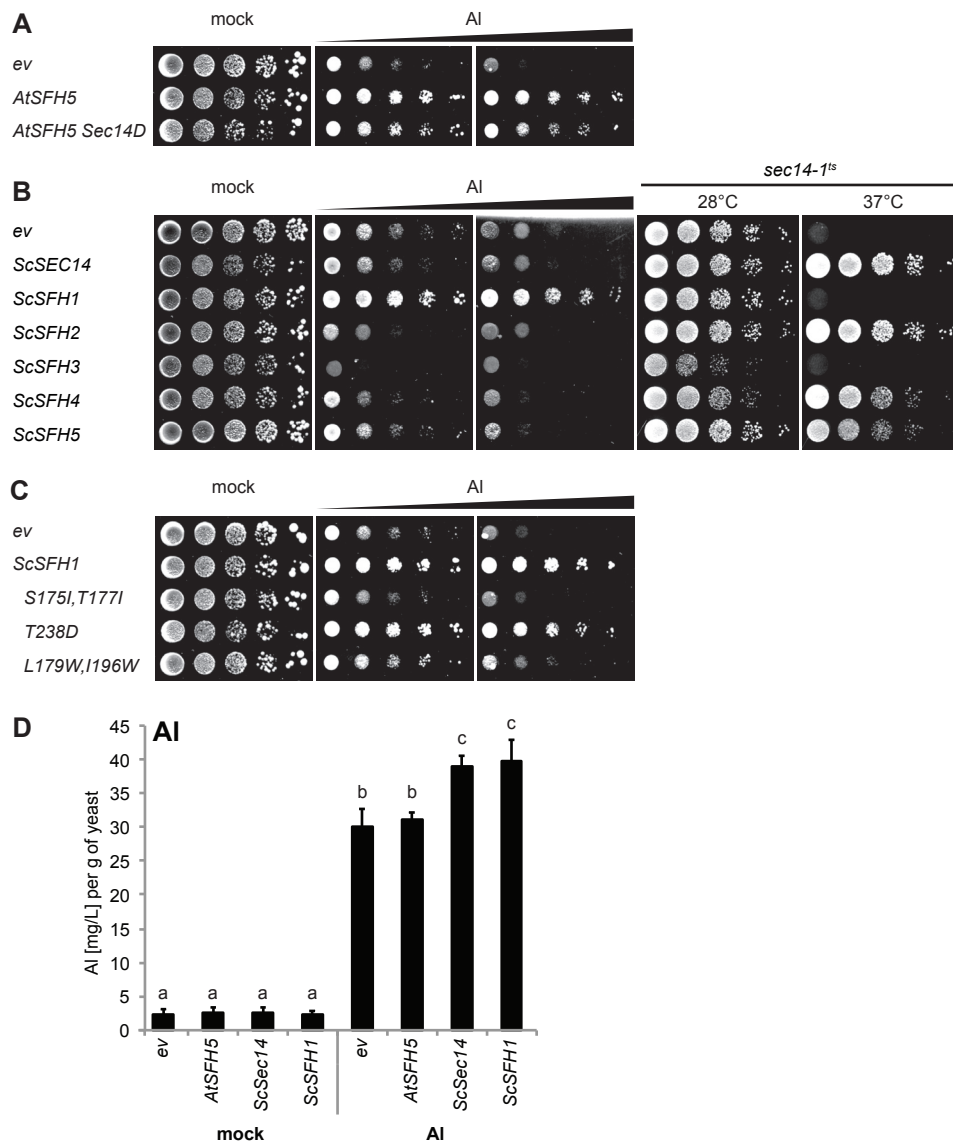 A
mock
Al
ev
AtSFH5
AtSFH5 Sec14D
B
mock
Al
sec14-1ts
28°C
37°C
ev
ScSEC14
ScSFH1
ScSFH2
ScSFH3
ScSFH4
ScSFH5
C
mock
Al
ev
ScSFH1
S175I,T177I
T238D
L179W,I196W
D
Al
Al [mg/L] per g of yeast
45
40
35
30
25
20
15
10
5
0
a
a
a
a
b
b
c
c
ev
AtSFH5
ScSec14
ScSFH1
ev
AtSFH5
ScSec14
ScSFH1
mock
Al